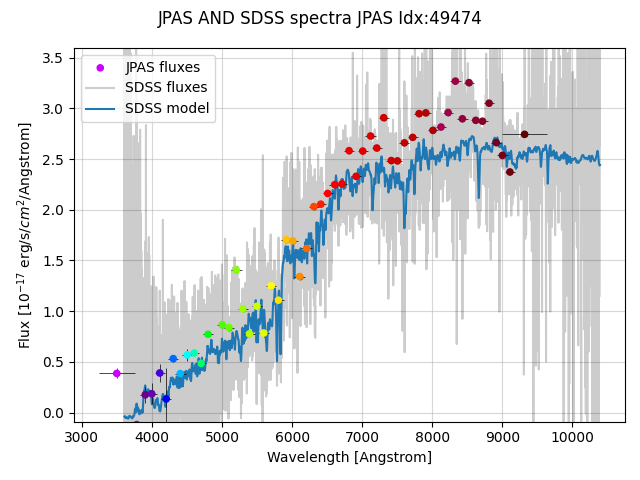 JPAS AND SDSS spectra JPAS Idx:49474
JPAS fluxes
SDSS fluxes
SDSS model
3.5
3.0
2.5
2.0
1.5
1.0
0.5
0.0
Flux [10⁻¹⁷ erg/s/cm²/Angstrom]
3000 4000 5000 6000 7000 8000 9000 10000
Wavelength [Angstrom]